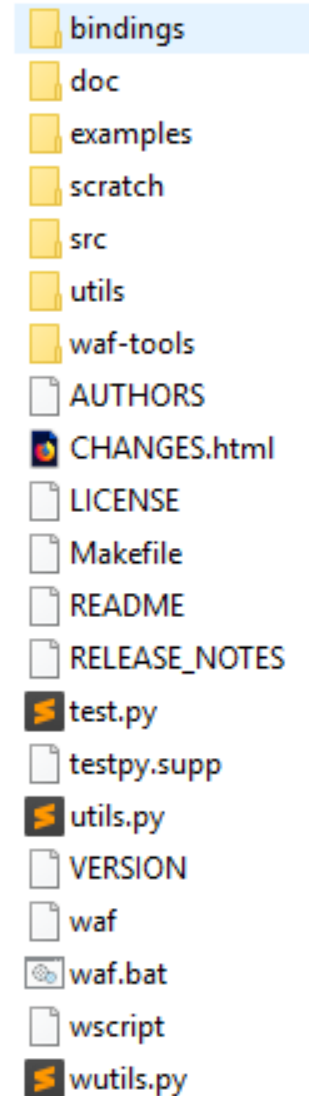 bindings
doc
examples
scratch
src
utils
waf-tools
AUTHORS
CHANGES.html
LICENSE
Makefile
README
RELEASE_NOTES
test.py
testpy.supp
utils.py
VERSION
waf
waf.bat
wscript
wutils.py